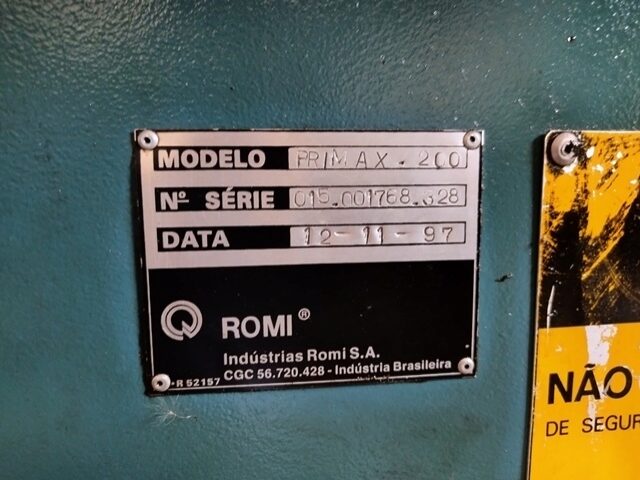 MODELO PRIMAX-200
Nº SÉRIE 015.001768.328
DATA 12-11-97
ROMI®
Indústrias Romi S.A.
CGC 56.720.428 - Indústria Brasileira
R 52157
NÃO
DE SEGUR